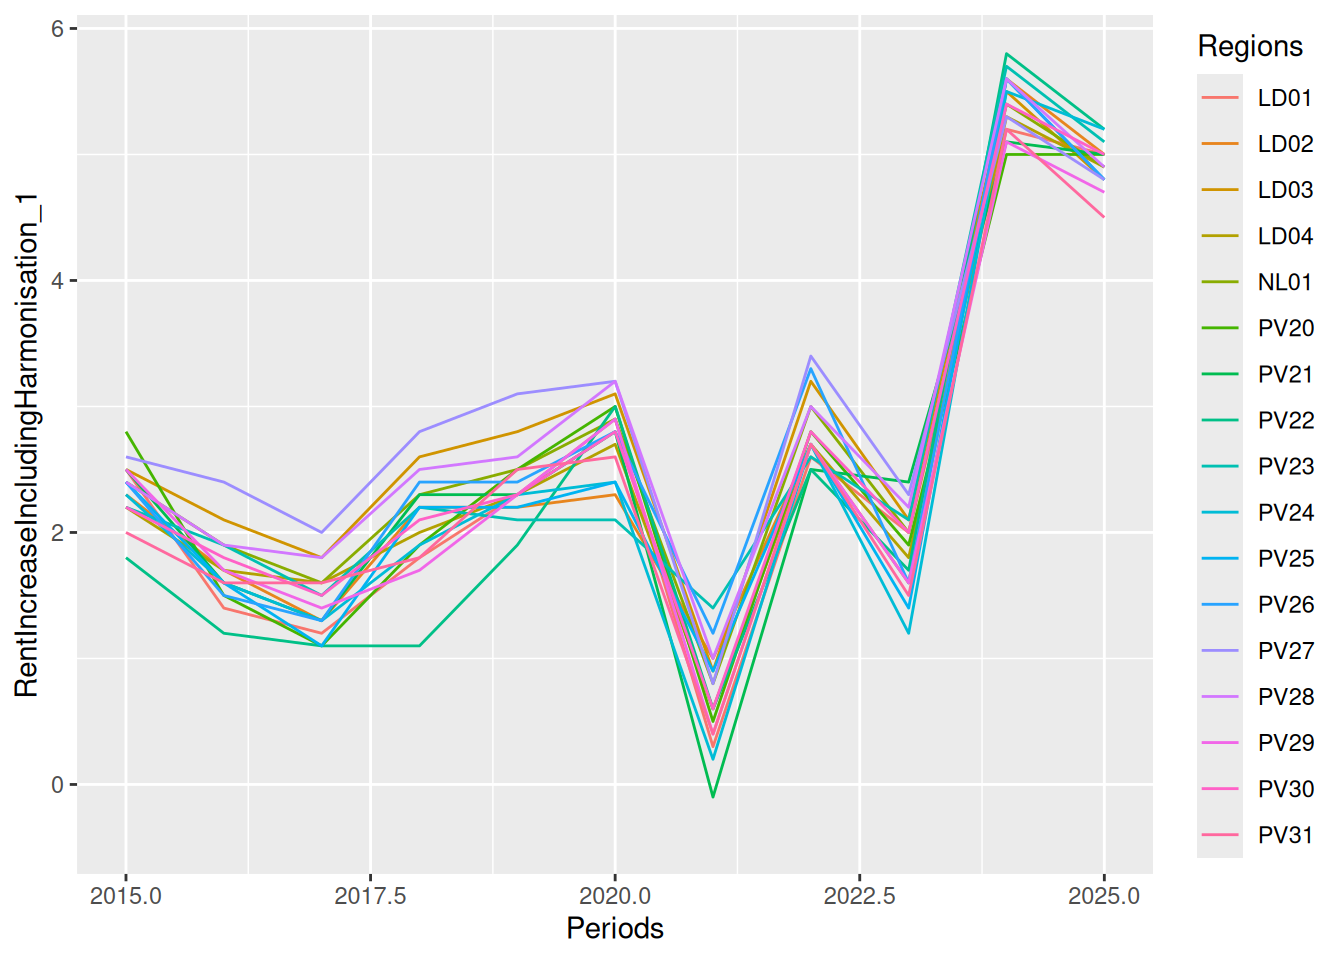 6
4
2
0
RentIncreaseIncludingHarmonisation_1
2015.0 2017.5 2020.0 2022.5 2025.0
Periods
Regions
LD01
LD02
LD03
LD04
NL01
PV20
PV21
PV22
PV23
PV24
PV25
PV26
PV27
PV28
PV29
PV30
PV31